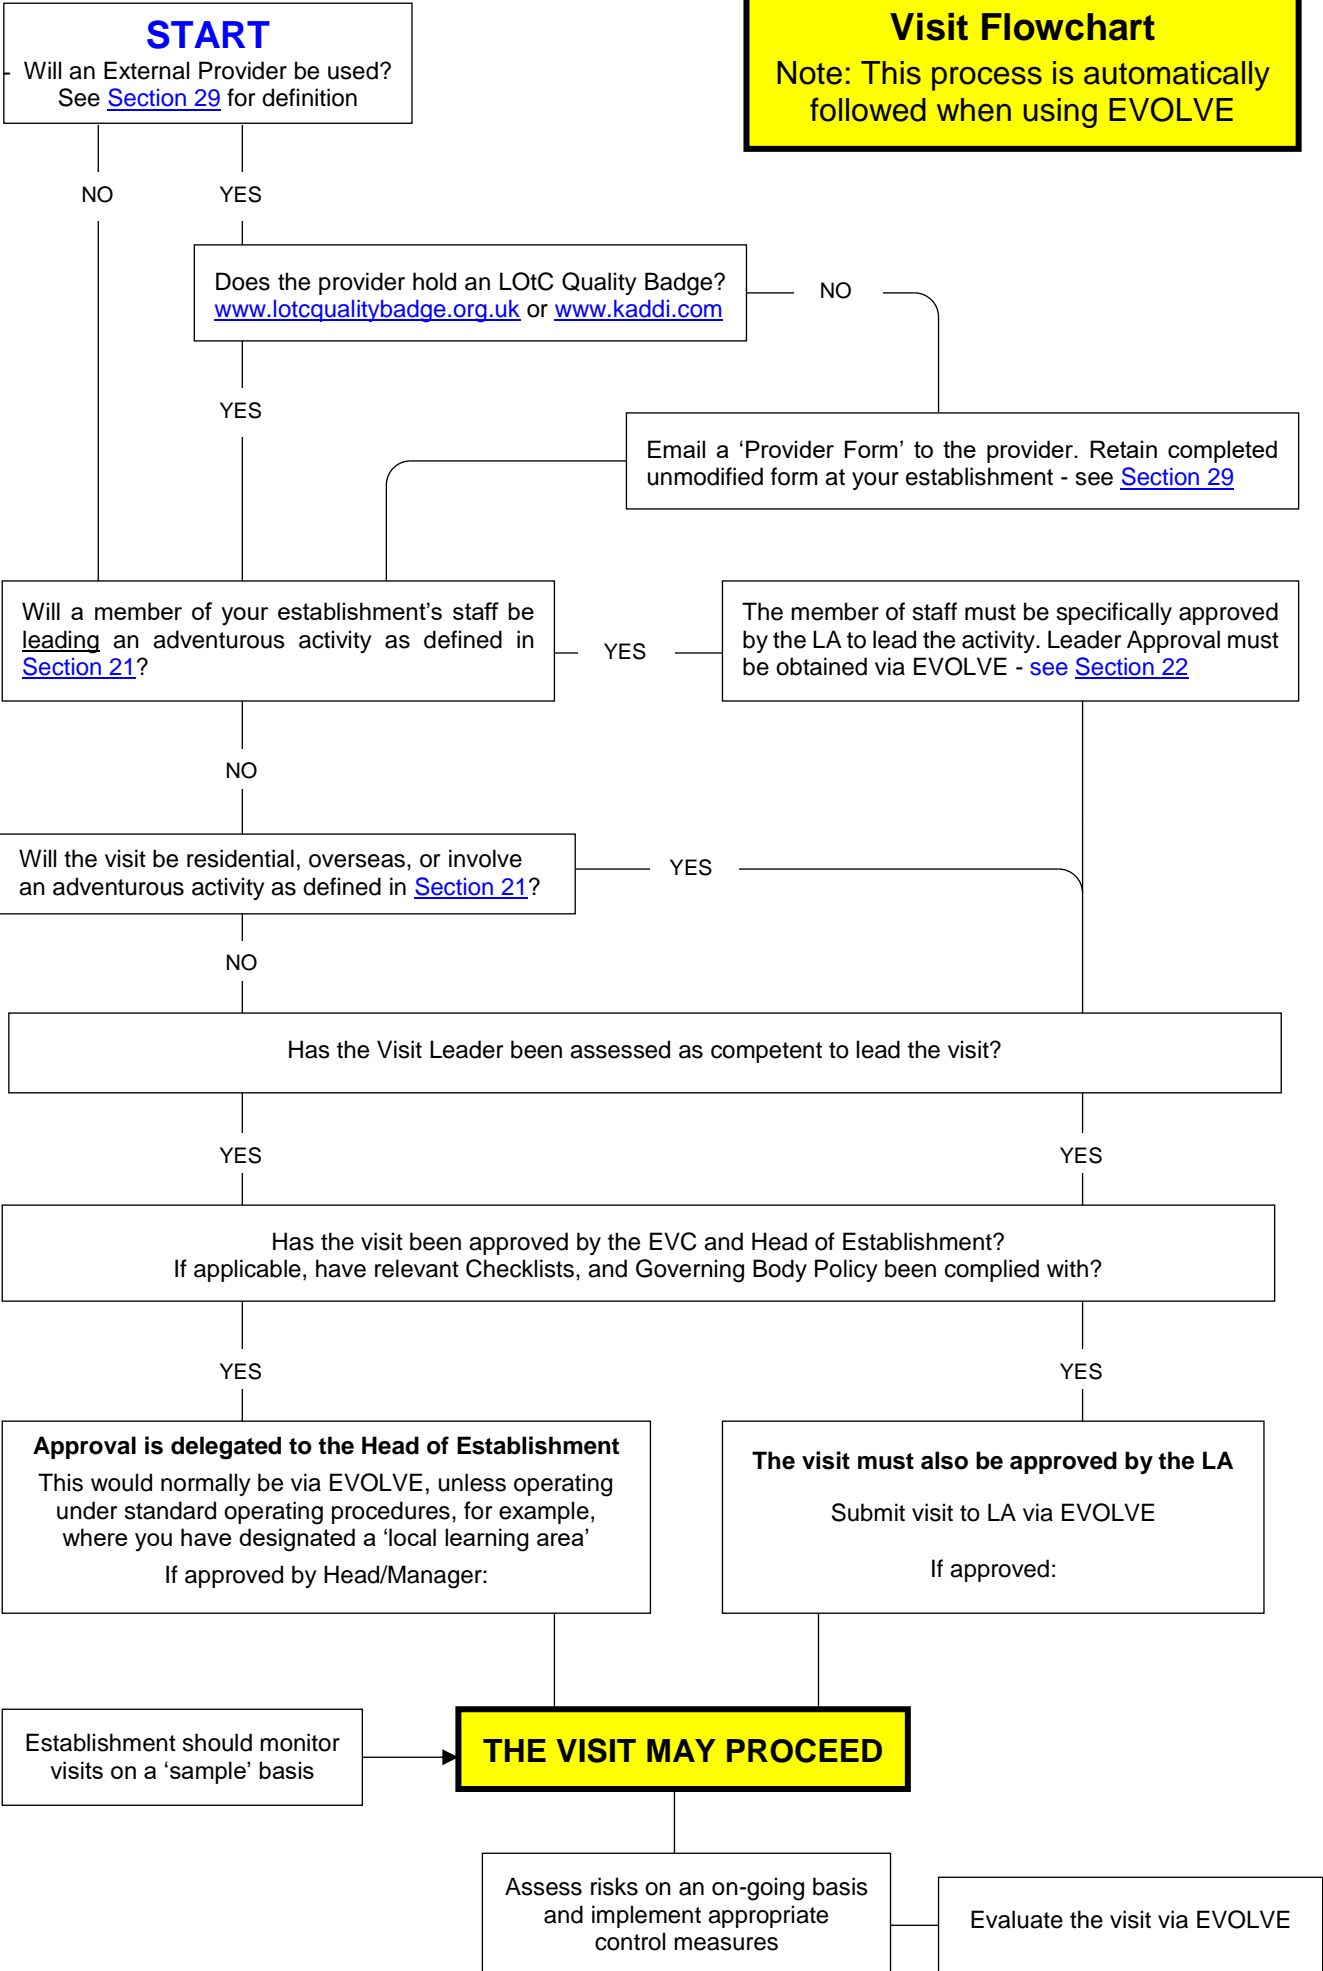 START
- Will an External Provider be used?
See Section 29 for definition
Visit Flowchart
Note: This process is automatically
followed when using EVOLVE
NO
YES
Does the provider hold an LOtC Quality Badge?
www.lotcqualitybadge.org.uk or www.kaddi.com
NO
YES
Email a ‘Provider Form’ to the provider. Retain completed
unmodified form at your establishment - see Section 29
Will a member of your establishment’s staff be
leading an adventurous activity as defined in
Section 21?
YES
The member of staff must be specifically approved
by the LA to lead the activity. Leader Approval must
be obtained via EVOLVE - see Section 22
NO
Will the visit be residential, overseas, or involve
an adventurous activity as defined in Section 21?
YES
NO
Has the Visit Leader been assessed as competent to lead the visit?
YES
YES
Has the visit been approved by the EVC and Head of Establishment?
If applicable, have relevant Checklists, and Governing Body Policy been complied with?
YES
YES
Approval is delegated to the Head of Establishment
This would normally be via EVOLVE, unless operating
under standard operating procedures, for example,
where you have designated a ‘local learning area’
If approved by Head/Manager:
The visit must also be approved by the LA
Submit visit to LA via EVOLVE
If approved:
Establishment should monitor
visits on a ‘sample’ basis
THE VISIT MAY PROCEED
Assess risks on an on-going basis
and implement appropriate
control measures
Evaluate the visit via EVOLVE